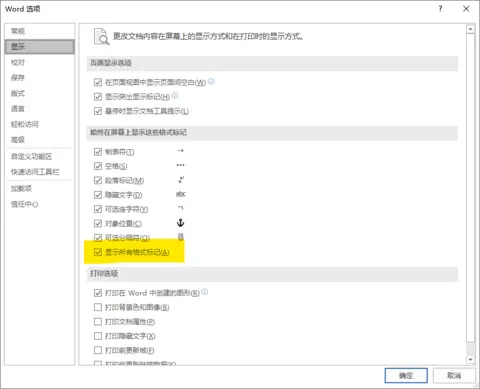 Word 选项
?
×
常规
显示
校对
保存
版式
语言
轻松访问
高级
自定义功能区
快速访问工具栏
加载项
信任中心
更改文档内容在屏幕上的显示方式和在打印时的显示方式。
页面显示选项
在页面视图中显示页面间空白(W)
显示突出显示标记(H)
悬停时显示文档工具提示(L)
始终在屏幕上显示这些格式标记
制表符(T) →
空格(S) •••
段落标记(M)
隐藏文字(D) abc
可选连字符(Y) ¬
对象位置(C)
可选分隔符(O)
显示所有格式标记(A)
打印选项
打印在 Word 中创建的图形(R)
打印背景色和图像(B)
打印文档属性(P)
打印隐藏文字(X)
打印前更新域(F)
打印前更新链接数据(K)
确定
取消